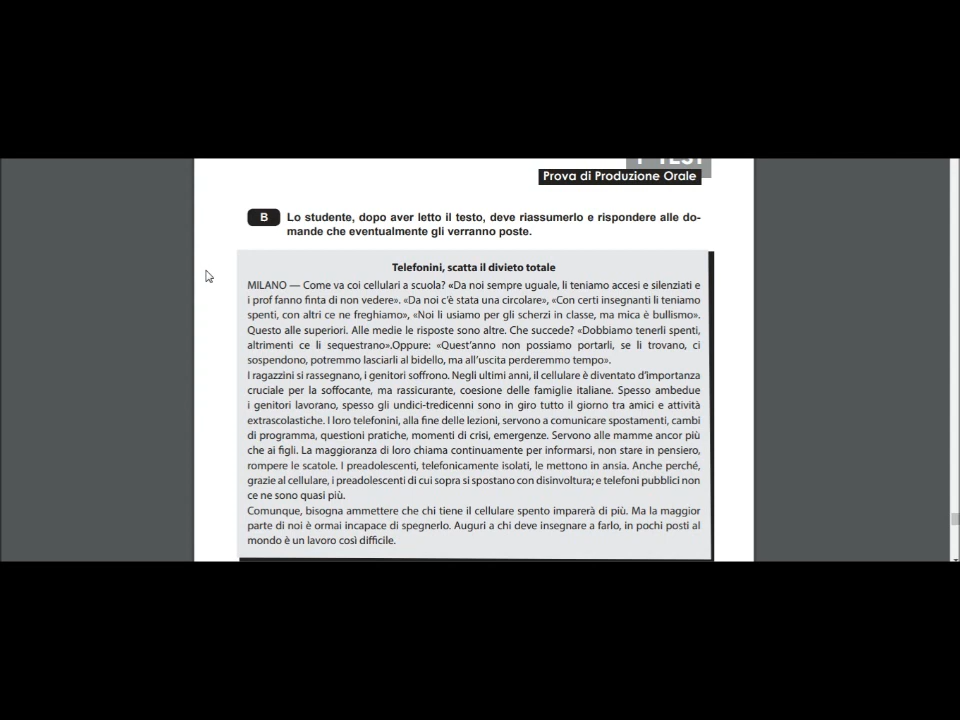 Prova di Produzione Orale
B Lo studente, dopo aver letto il testo, deve riassumerlo e rispondere alle do-
mande che eventualmente gli verranno poste.
Telefonini, scatta il divieto totale
MILANO — Come va coi cellulari a scuola? «Da noi sempre uguale, li teniamo accesi e silenziati e
i prof fanno finta di non vedere». «Da noi c'è stata una circolare», «Con certi insegnanti li teniamo
spenti, con altri ce ne freghiamo», «Noi li usiamo per gli scherzi in classe, ma mica è bullismo».
Questo alle superiori. Alle medie le risposte sono altre. Che succede? «Dobbiamo tenerli spenti,
altrimenti ce li sequestrano».Oppure: «Quest'anno non possiamo portarli, se li trovano, ci
sospendono, potremmo lasciarli al bidello, ma all'uscita perderemmo tempo».
I ragazzini si rassegnano, i genitori soffrono. Negli ultimi anni, il cellulare è diventato d'importanza
cruciale per la soffocante, ma rassicurante, coesione delle famiglie italiane. Spesso ambedue
i genitori lavorano, spesso gli undici-tredicenni sono in giro tutto il giorno tra amici e attività
extrascolastiche. I loro telefonini, alla fine delle lezioni, servono a comunicare spostamenti, cambi
di programma, questioni pratiche, momenti di crisi, emergenze. Servono alle mamme ancor più
che ai figli. La maggioranza di loro chiama continuamente per informarsi, non stare in pensiero,
rompere le scatole. I preadolescenti, telefonicamente isolati, le mettono in ansia. Anche perché,
grazie al cellulare, i preadolescenti di cui sopra si spostano con disinvoltura; e telefoni pubblici non
ce ne sono quasi più.
Comunque, bisogna ammettere che chi tiene il cellulare spento imparerà di più. Ma la maggior
parte di noi è ormai incapace di spegnerlo. Auguri a chi deve insegnare a farlo, in pochi posti al
mondo è un lavoro così difficile.